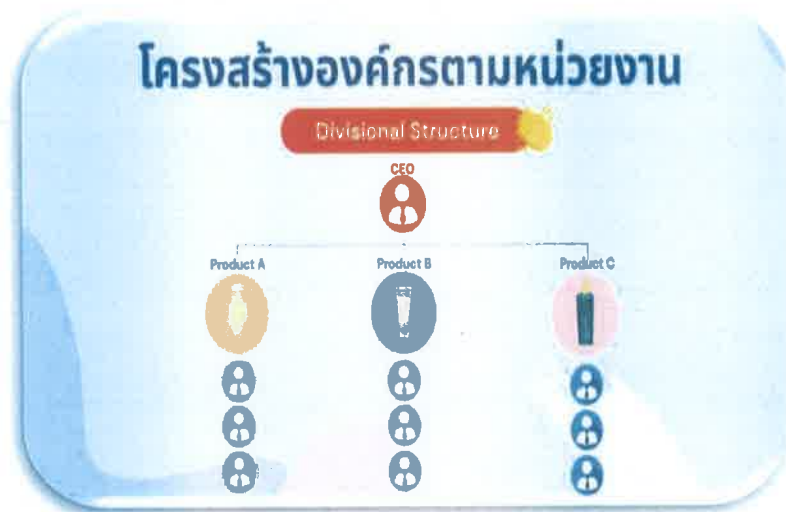 โครงสร้างองค์กรตามหน่วยงาน
Divisional Structure
CEO
Product A
Product B
Product C